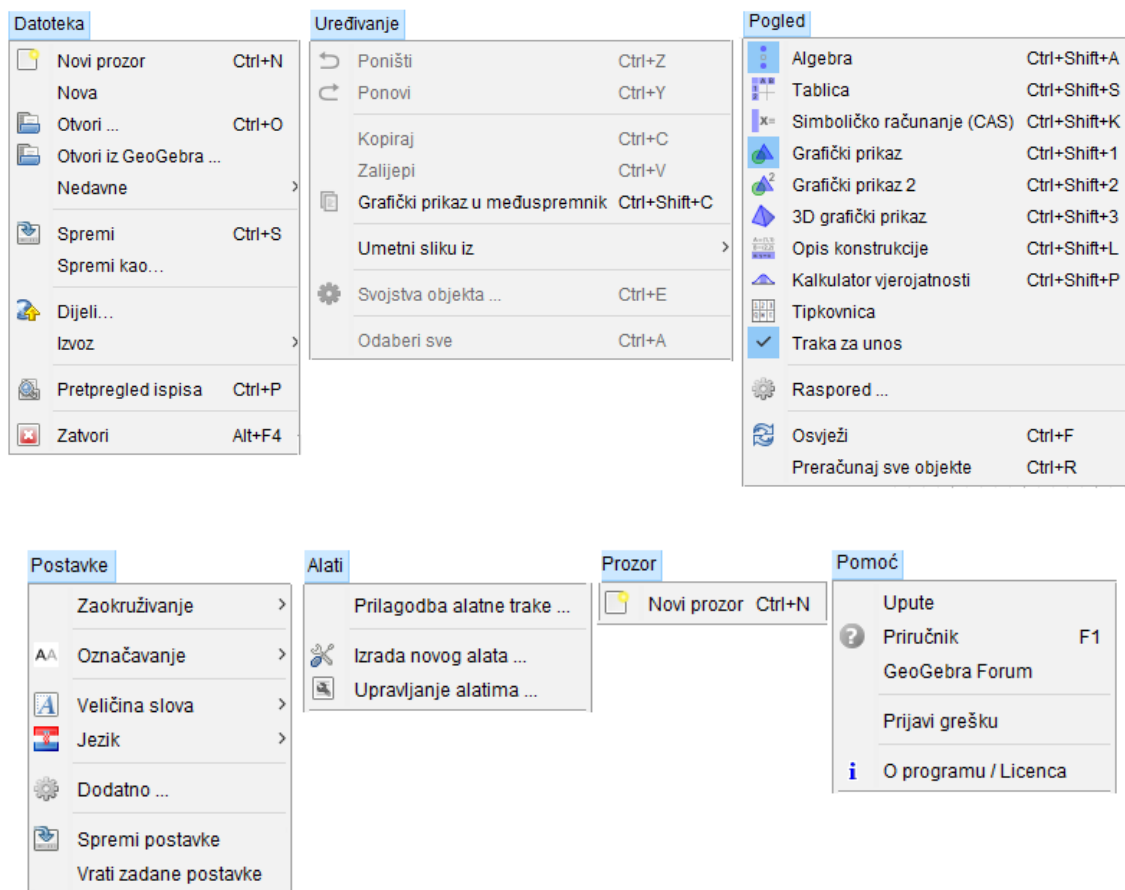 Datoteka
Novi prozor Ctrl+N
Nova
Otvori ... Ctrl+O
Otvori iz GeoGebra ...
Nedavne
Spremi Ctrl+S
Spremi kao...
Dijeli...
Izvoz
Pretpregled ispisa Ctrl+P
Zatvori Alt+F4
Uređivanje
Poništi Ctrl+Z
Ponovi Ctrl+Y
Kopiraj Ctrl+C
Zalijepi Ctrl+V
Grafički prikaz u međuspremnik Ctrl+Shift+C
Umetni sliku iz
Svojstva objekta ... Ctrl+E
Odaberi sve Ctrl+A
Pogled
Algebra Ctrl+Shift+A
Tablica Ctrl+Shift+S
Simboličko računanje (CAS) Ctrl+Shift+K
Grafički prikaz Ctrl+Shift+1
Grafički prikaz 2 Ctrl+Shift+2
3D grafički prikaz Ctrl+Shift+3
Opis konstrukcije Ctrl+Shift+L
Kalkulator vjerojatnosti Ctrl+Shift+P
Tipkovnica
Traka za unos
Raspored ...
Osvježi Ctrl+F
Preračunaj sve objekte Ctrl+R
Postavke
Zaokruživanje
AA Označavanje
A Veličina slova
Jezik
Dodatno ...
Spremi postavke
Vrati zadane postavke
Alati
Prilagodba alatne trake ...
Izrada novog alata ...
Upravljanje alatima ...
Prozor
Novi prozor Ctrl+N
Pomoć
Upute
? Priručnik F1
GeoGebra Forum
Prijavi grešku
i O programu / Licenca